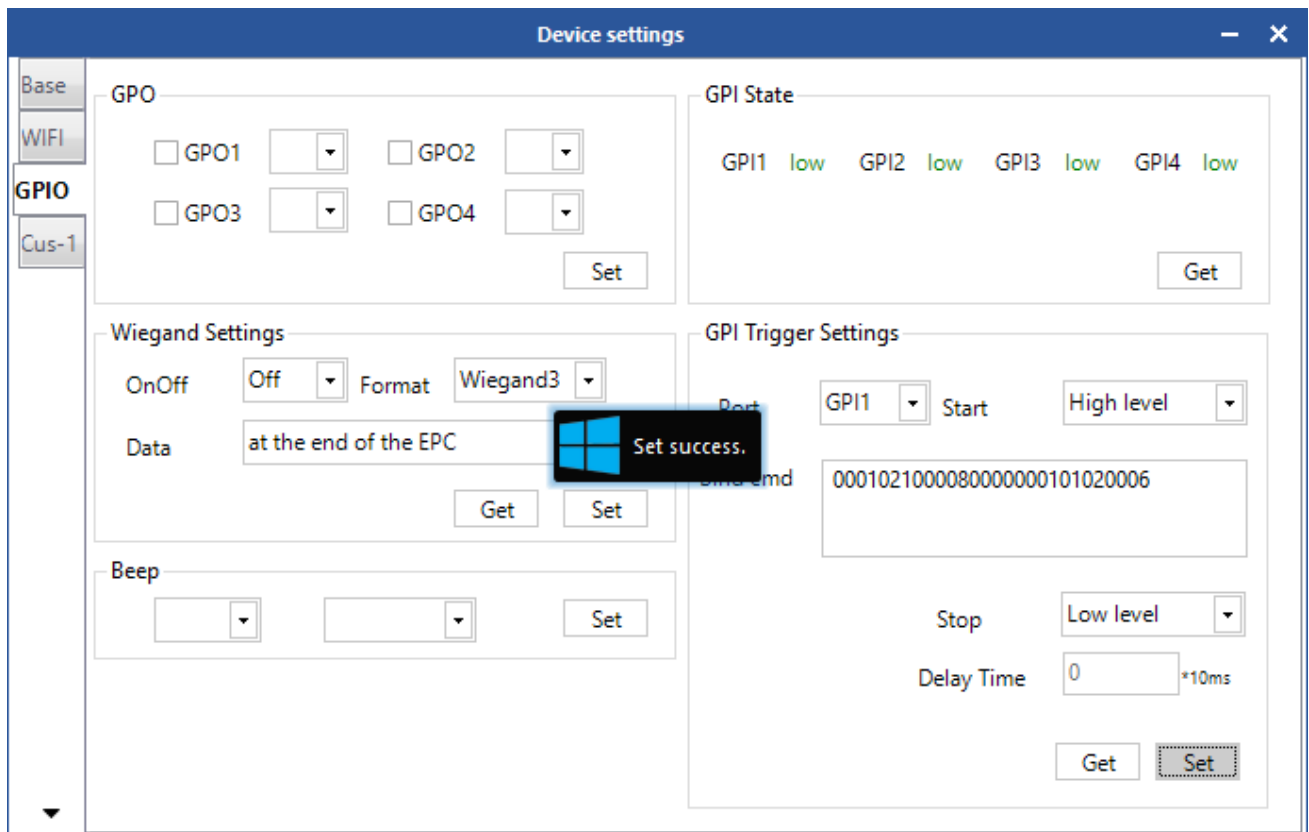 Device settings
Base
WIFI
GPIO
Cus-1
GPO
GPO1
GPO2
GPO3
GPO4
Set
GPI State
GPI1 low GPI2 low GPI3 low GPI4 low
Get
Wiegand Settings
OnOff Off Format Wiegand3
Data at the end of the EPC
Get Set
Set success.
Beep
Set
GPI Trigger Settings
Port GPI1 Start High level
cmd 00010210000800000000101020006
Stop Low level
Delay Time 0 *10ms
Get Set